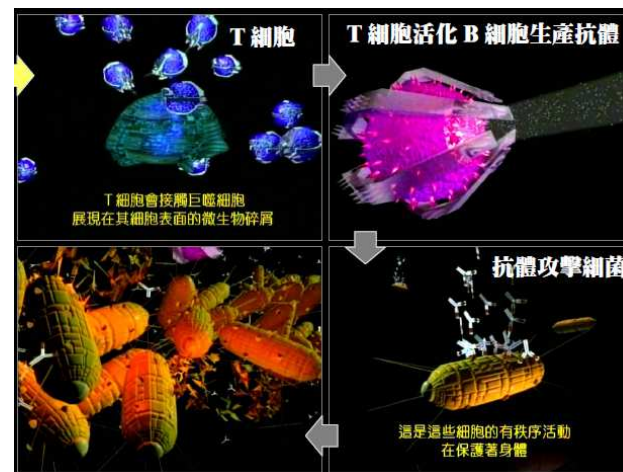 T 細胞
T 細胞會接觸巨噬細胞
展現在其細胞表面的微生物碎屑
T 細胞活化 B 細胞生產抗體
抗體攻擊細菌
這是這些細胞的有秩序活動
在保護著身體